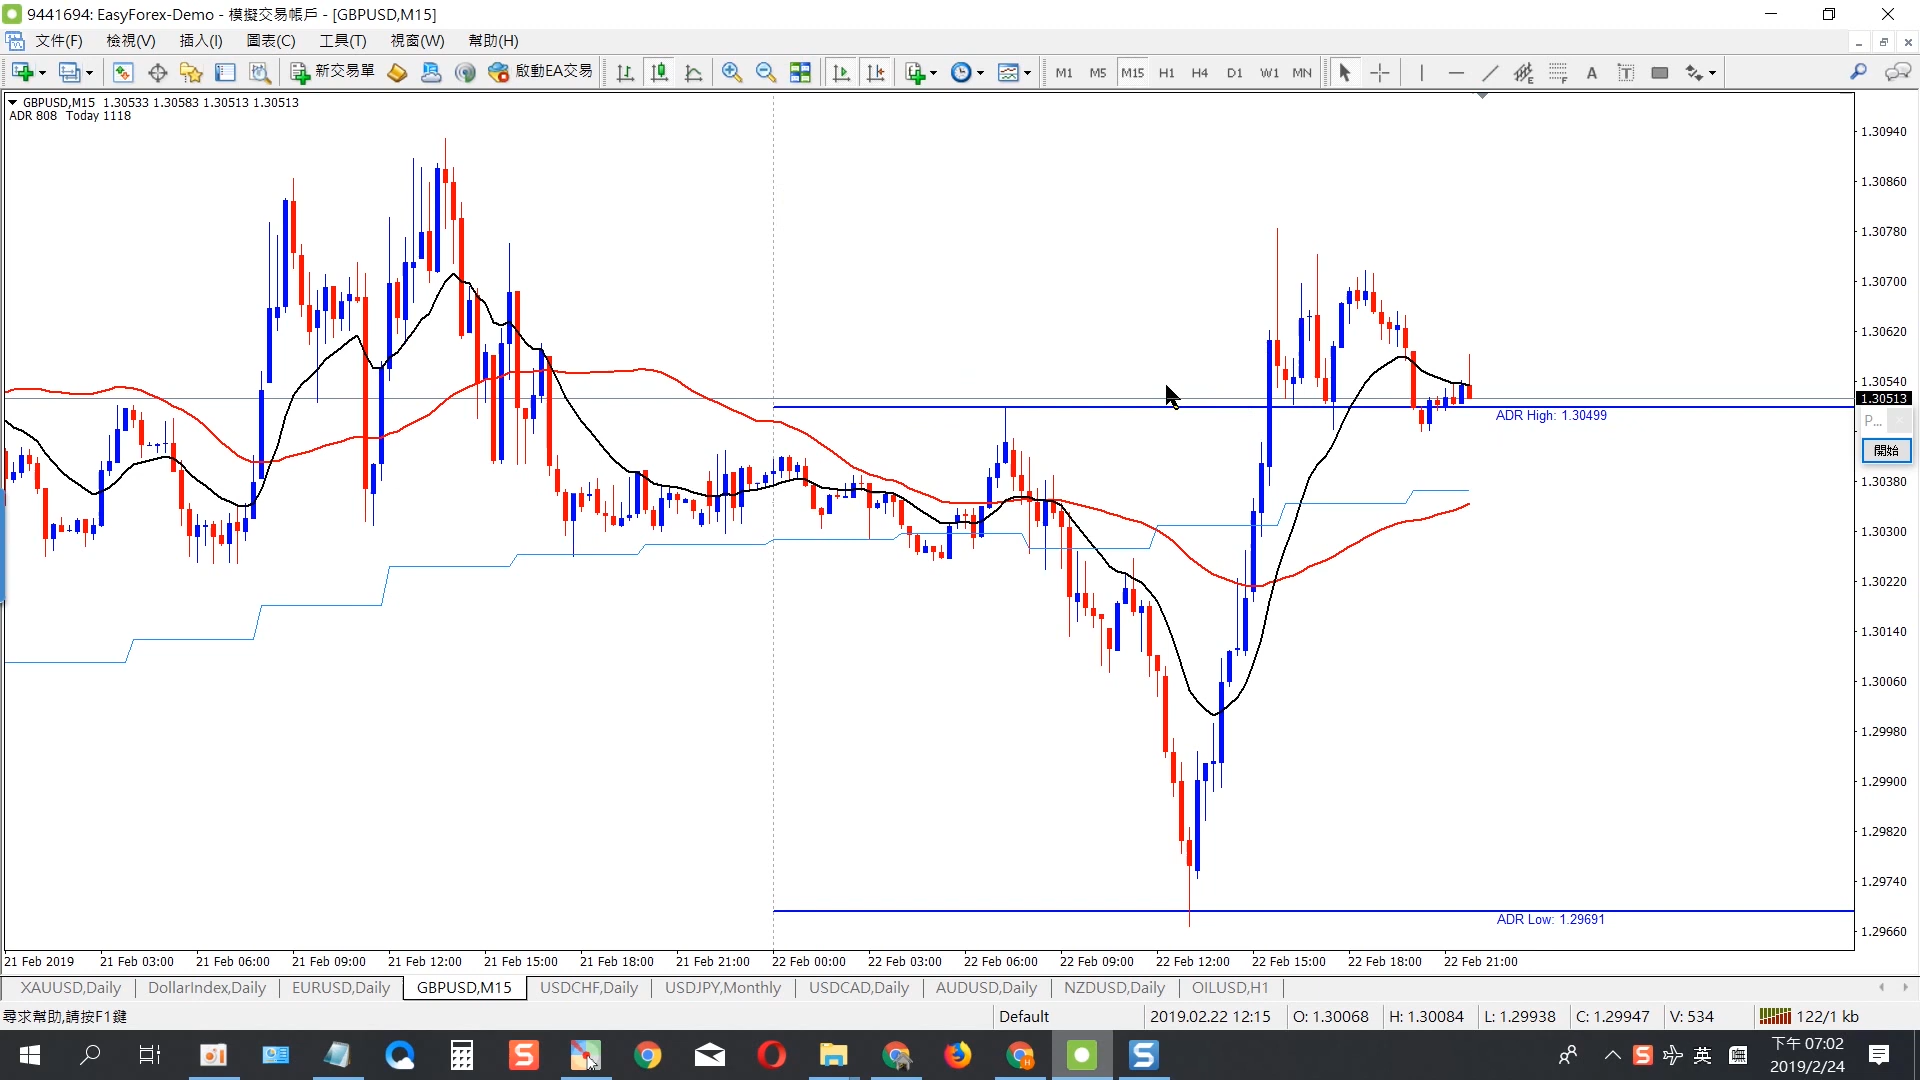 9441694: EasyForex-Demo - 模擬交易帳戶 - [GBPUSD,M15]
文件(F) 檢視(V) 插入(I) 圖表(C) 工具(T) 視窗(W) 幫助(H)
新交易單 啟動EA交易 M1 M5 M15 H1 H4 D1 W1 MN A T
GBPUSD,M15 1.30533 1.30583 1.30513 1.30513
ADR 808 Today 1118
1.30940
1.30860
1.30780
1.30700
1.30620
1.30540
1.30513
ADR High: 1.30499
P...
開始
1.30380
1.30300
1.30220
1.30140
1.30060
1.29980
1.29900
1.29820
1.29740
ADR Low: 1.29691
1.29660
21 Feb 2019 21 Feb 03:00 21 Feb 06:00 21 Feb 09:00 21 Feb 12:00 21 Feb 15:00 21 Feb 18:00 21 Feb 21:00 22 Feb 00:00 22 Feb 03:00 22 Feb 06:00 22 Feb 09:00 22 Feb 12:00 22 Feb 15:00 22 Feb 18:00 22 Feb 21:00
XAUUSD,Daily DollarIndex,Daily EURUSD,Daily GBPUSD,M15 USDCHF,Daily USDJPY,Monthly USDCAD,Daily AUDUSD,Daily NZDUSD,Daily OILUSD,H1
尋求幫助,請按F1鍵 Default 2019.02.22 12:15 O: 1.30068 H: 1.30084 L: 1.29938 C: 1.29947 V: 534 122/1 kb
英 下午 07:02
2019/2/24